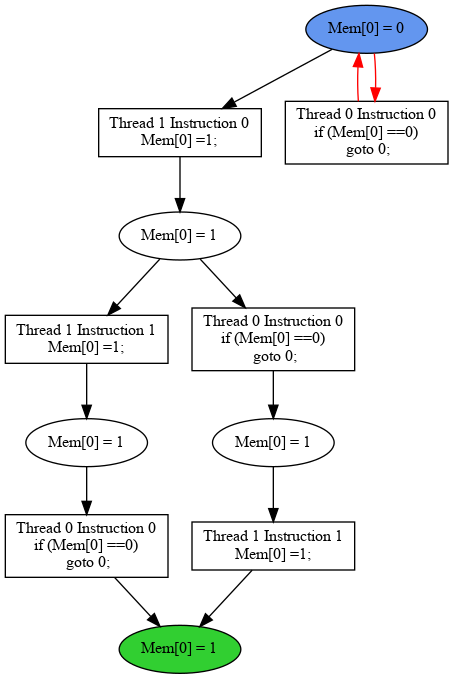 Mem[0] = 0
Thread 1 Instruction 0
Mem[0] =1;
Thread 0 Instruction 0
if (Mem[0] ==0)
goto 0;
Mem[0] = 1
Thread 1 Instruction 1
Mem[0] =1;
Thread 0 Instruction 0
if (Mem[0] ==0)
goto 0;
Mem[0] = 1
Mem[0] = 1
Thread 0 Instruction 0
if (Mem[0] ==0)
goto 0;
Thread 1 Instruction 1
Mem[0] =1;
Mem[0] = 1